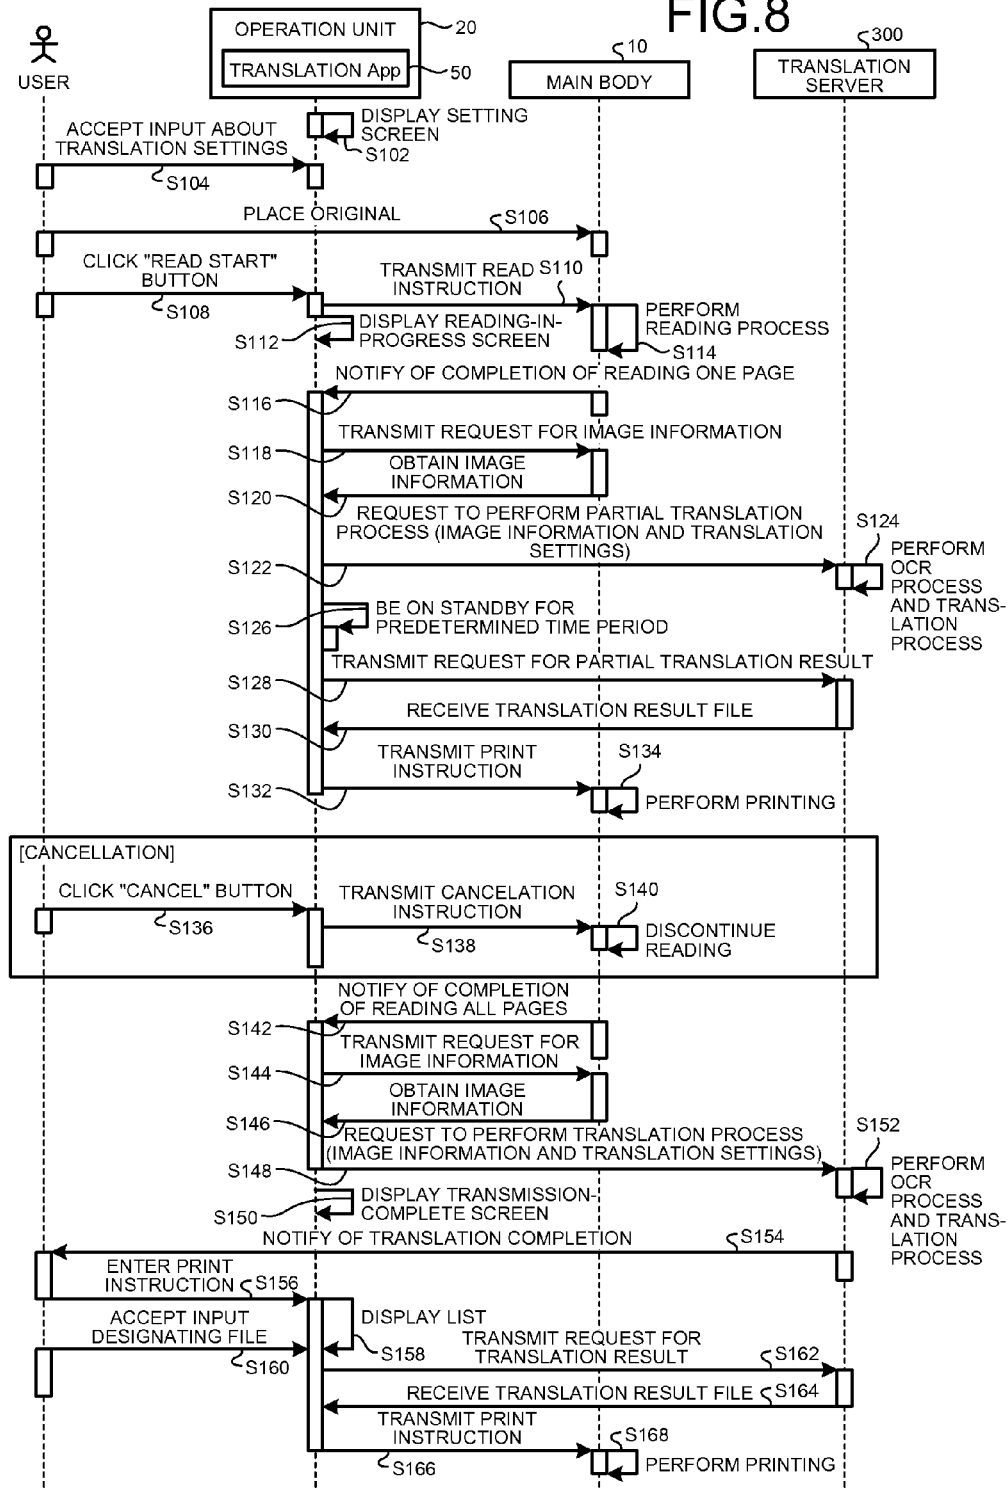 FIG.8
OPERATION UNIT
20
TRANSLATION App
50
USER
10
MAIN BODY
300
TRANSLATION
SERVER
DISPLAY SETTING
SCREEN
S102
ACCEPT INPUT ABOUT
TRANSLATION SETTINGS
S104
PLACE ORIGINAL
S106
CLICK "READ START"
BUTTON
S108
TRANSMIT READ
INSTRUCTION
S110
S112
DISPLAY READING-IN-
PROGRESS SCREEN
PERFORM
READING PROCESS
S114
NOTIFY OF COMPLETION OF READING ONE PAGE
S116
TRANSMIT REQUEST FOR IMAGE INFORMATION
S118
OBTAIN IMAGE
INFORMATION
S120
REQUEST TO PERFORM PARTIAL TRANSLATION
PROCESS (IMAGE INFORMATION AND TRANSLATION
SETTINGS)
S122
S124
PERFORM
OCR
PROCESS
AND TRANS-
LATION
PROCESS
S126
BE ON STANDBY FOR
PREDETERMINED TIME PERIOD
TRANSMIT REQUEST FOR PARTIAL TRANSLATION RESULT
S128
RECEIVE TRANSLATION RESULT FILE
S130
TRANSMIT PRINT
INSTRUCTION
S132
S134
PERFORM PRINTING
[CANCELLATION]
CLICK "CANCEL" BUTTON
S136
TRANSMIT CANCELATION
INSTRUCTION
S138
S140
DISCONTINUE
READING
NOTIFY OF COMPLETION
OF READING ALL PAGES
S142
TRANSMIT REQUEST FOR
IMAGE INFORMATION
S144
OBTAIN IMAGE
INFORMATION
S146
REQUEST TO PERFORM TRANSLATION PROCESS
(IMAGE INFORMATION AND TRANSLATION SETTINGS)
S148
S152
PERFORM
OCR
PROCESS
AND TRANS-
LATION
PROCESS
S150
DISPLAY TRANSMISSION-
COMPLETE SCREEN
NOTIFY OF TRANSLATION COMPLETION
S154
ENTER PRINT
INSTRUCTION
S156
DISPLAY LIST
S158
ACCEPT INPUT
DESIGNATING FILE
S160
TRANSMIT REQUEST FOR
TRANSLATION RESULT
S162
RECEIVE TRANSLATION RESULT FILE
S164
TRANSMIT PRINT
INSTRUCTION
S166
S168
PERFORM PRINTING